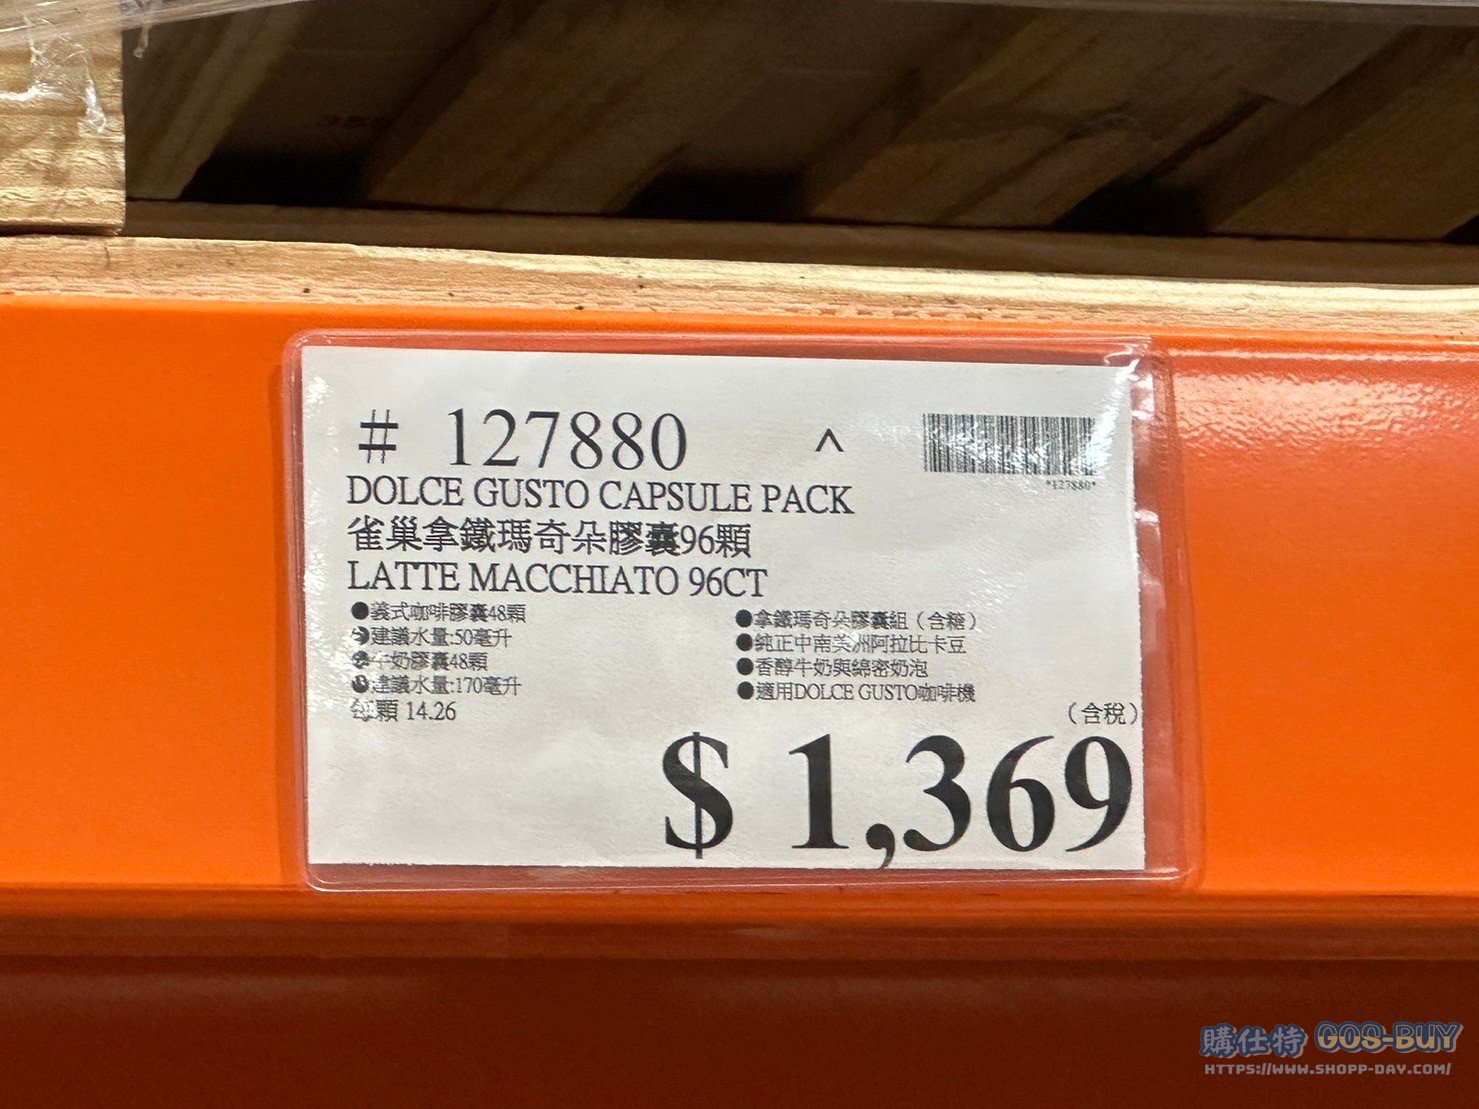 # 127880 ^
*127880*
DOLCE GUSTO CAPSULE PACK
雀巢拿鐵瑪奇朵膠囊96顆
LATTE MACCHIATO 96CT
●義式咖啡膠囊48顆
●建議水量:50毫升
●牛奶膠囊48顆
●建議水量:170毫升
每顆 14.26
●拿鐵瑪奇朵膠囊組（含糖）
●純正中南美洲阿拉比卡豆
●香醇牛奶與綿密奶泡
●適用DOLCE GUSTO咖啡機
（含稅）
$ 1,369
購仕特 GOS-BUY
HTTPS://WWW.SHOPP-DAY.COM/